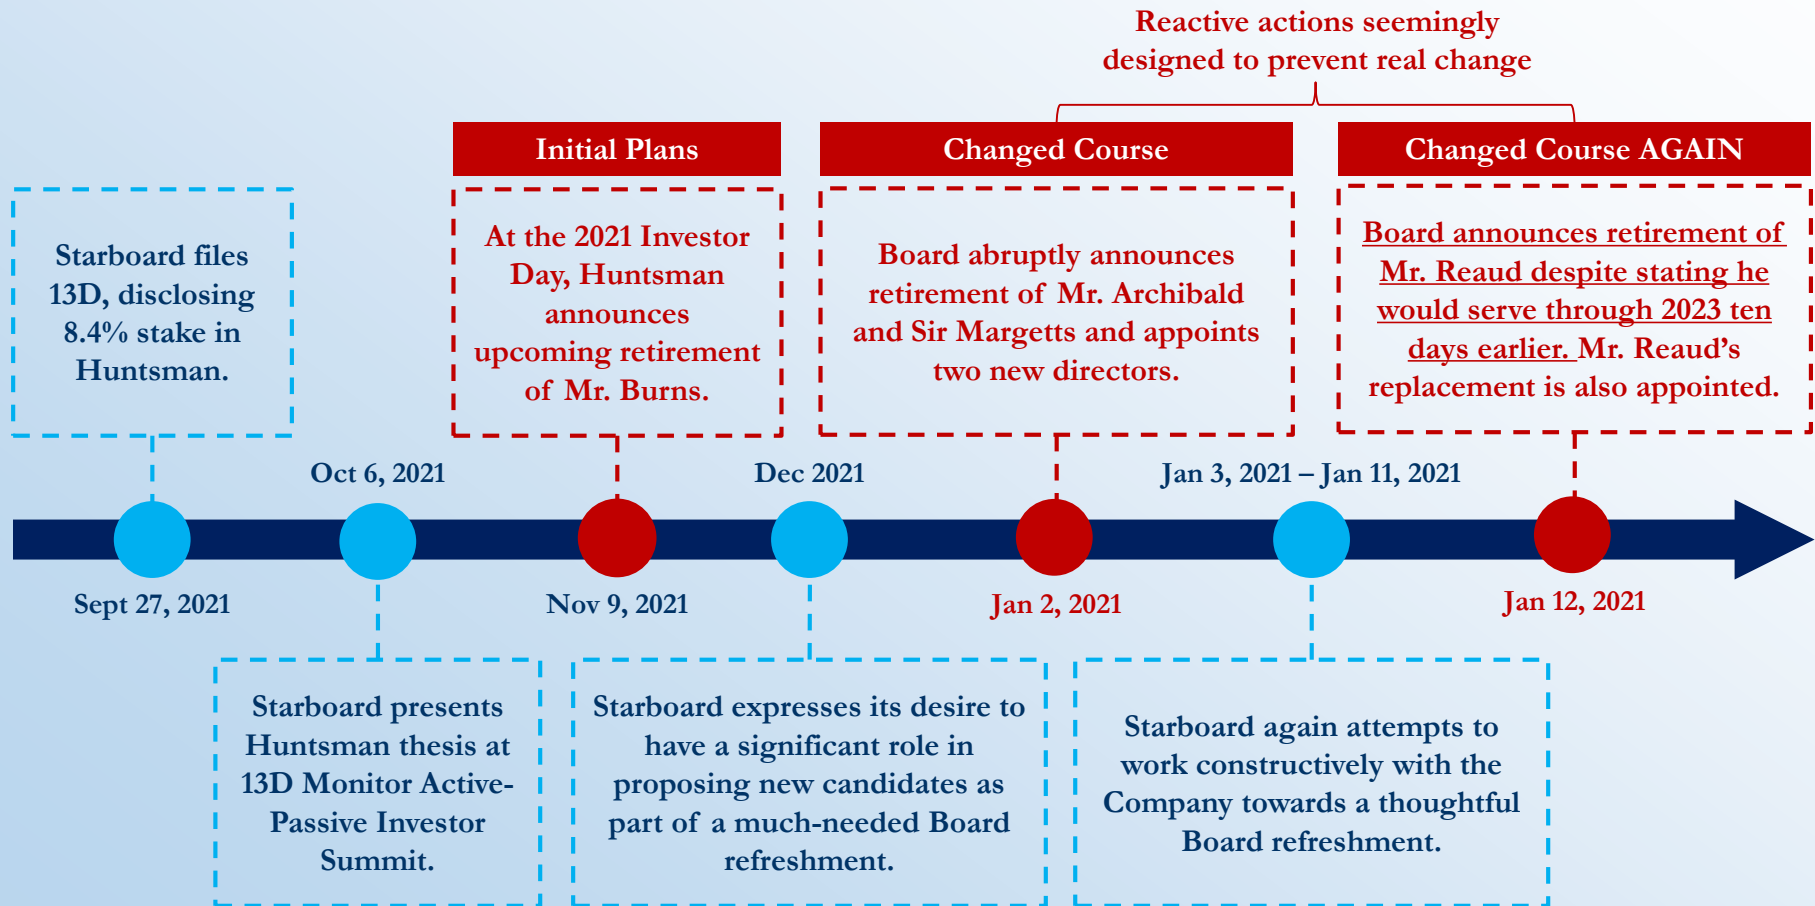 Reactive actions seemingly
designed to prevent real change
Initial Plans
Changed Course
Changed Course AGAIN
Starboard files
13D, disclosing
8.4% stake in
Huntsman.
At the 2021 Investor
Day, Huntsman
announces
upcoming retirement
of Mr. Burns.
Board abruptly announces
retirement of Mr. Archibald
and Sir Margetts and appoints
two new directors.
Board announces retirement of
Mr. Reaud despite stating he
would serve through 2023 ten
days earlier. Mr. Reaud’s
replacement is also appointed.
Oct 6, 2021
Dec 2021
Jan 3, 2021 – Jan 11, 2021
Sept 27, 2021
Nov 9, 2021
Jan 2, 2021
Jan 12, 2021
Starboard presents
Huntsman thesis at
13D Monitor Active-
Passive Investor
Summit.
Starboard expresses its desire to
have a significant role in
proposing new candidates as
part of a much-needed Board
refreshment.
Starboard again attempts to
work constructively with the
Company towards a thoughtful
Board refreshment.